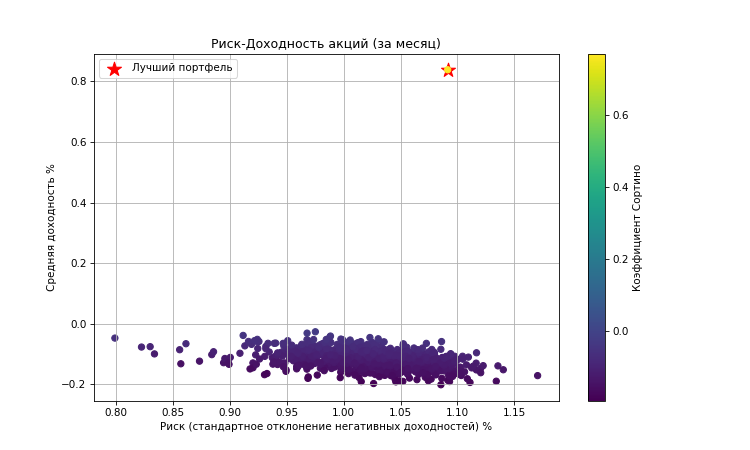 Риск-Доходность акций (за месяц)
Лучший портфель
Средняя доходность %
0.8
0.6
0.4
0.2
0.0
−0.2
0.80 0.85 0.90 0.95 1.00 1.05 1.10 1.15
Риск (стандартное отклонение негативных доходностей) %
0.6
0.4
0.2
0.0
Коэффициент Сортино